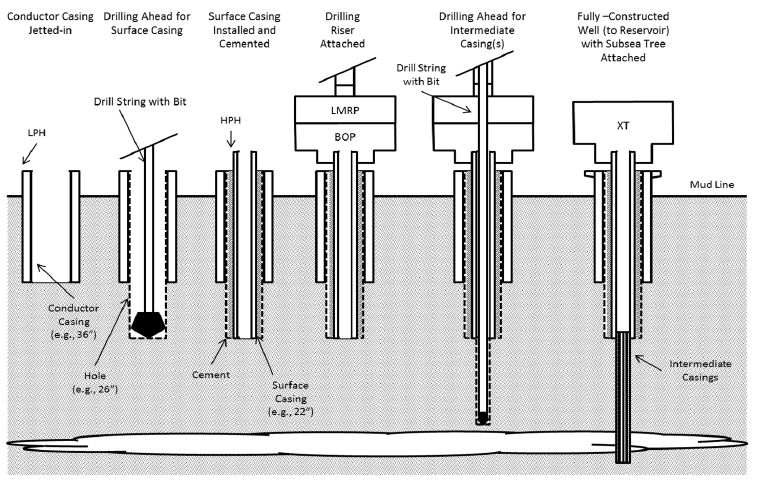 Conductor Casing
Jetted-in
Drilling Ahead for
Surface Casing
Surface Casing
Installed and
Cemented
Drilling
Riser
Attached
Drilling Ahead for
Intermediate
Casing(s)
Fully –Constructed
Well (to Reservoir)
with Subsea Tree
Attached
Drill String
with Bit
Drill String with Bit
LPH
HPH
LMRP
BOP
XT
Mud Line
Conductor
Casing
(e.g., 36")
Hole
(e.g., 26")
Cement
Surface
Casing
(e.g., 22")
Intermediate
Casings